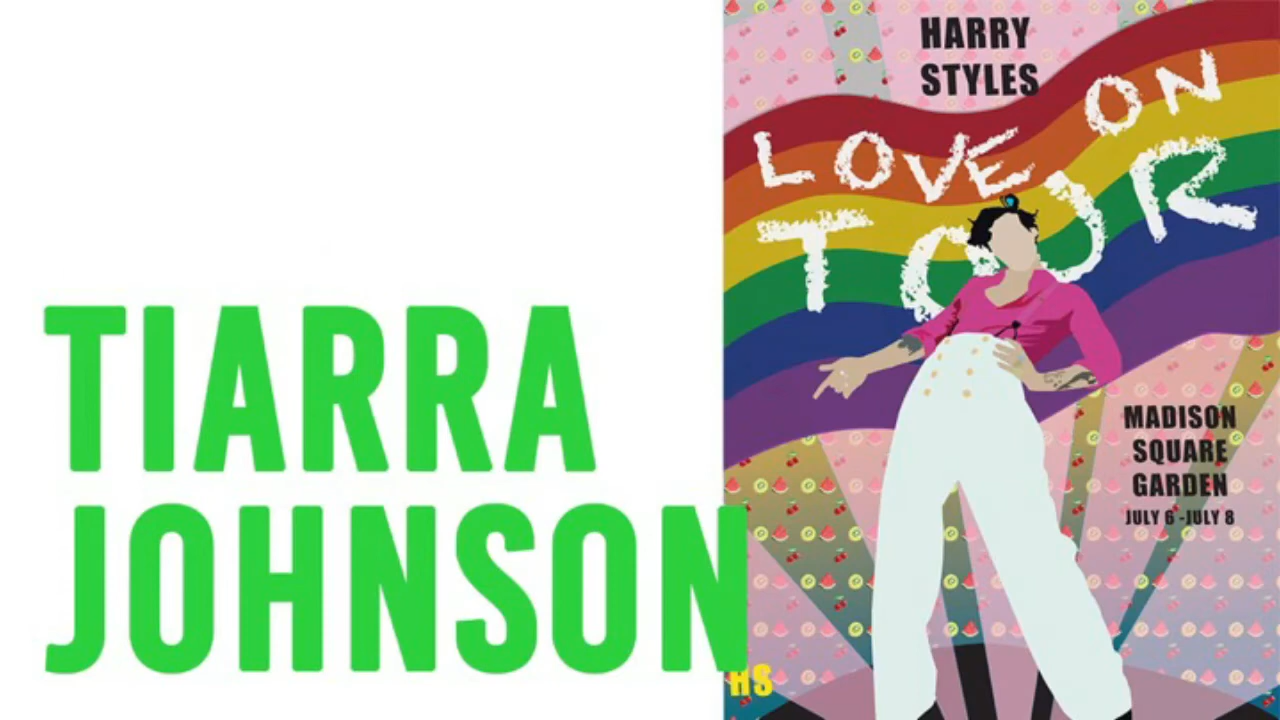 TIARRA
JOHNSON
HARRY
STYLES
LOVE ON
TOUR
MADISON
SQUARE
GARDEN
JULY 6 -JULY 8
HS